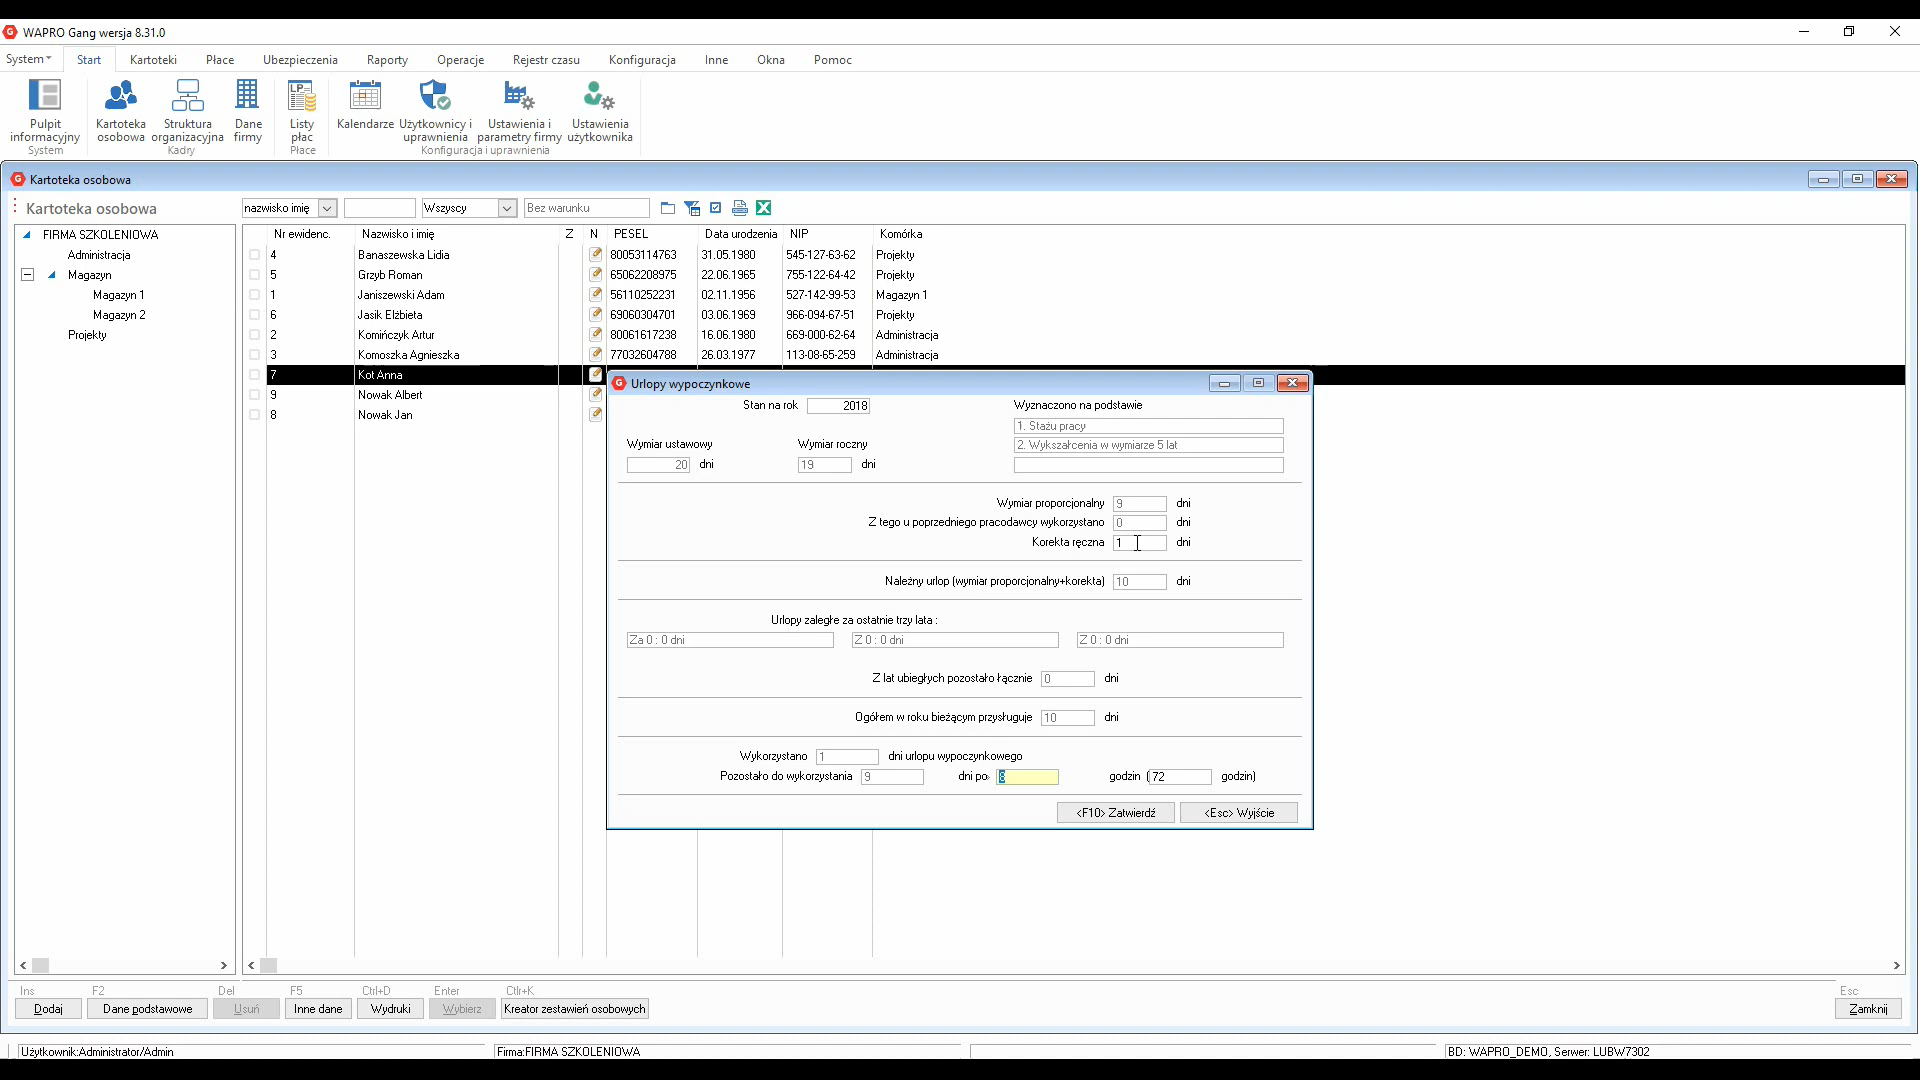 WAPRO Gang wersja 8.31.0
System Start Kartoteki Płace Ubezpieczenia Raporty Operacje Rejestr czasu Konfiguracja Inne Okna Pomoc
Pulpit informacyjny
Kartoteka osobowa
Struktura organizacyjna
Dane firmy
Listy płac
Kalendarze
Użytkownicy i uprawnienia
Ustawienia i parametry firmy
Ustawienia użytkownika
System Kadry Płace Konfiguracja i uprawnienia
Kartoteka osobowa
Kartoteka osobowa nazwisko imię Wszyscy Bez warunku
FIRMA SZKOLENIOWA
Administracja
Magazyn
Magazyn 1
Magazyn 2
Projekty
Nr ewidenc. Nazwisko i imię Z N PESEL Data urodzenia NIP Komórka
4 Banaszewska Lidia 80053114763 31.05.1980 545-127-63-62 Projekty
5 Grzyb Roman 65062208975 22.06.1965 755-122-64-42 Projekty
1 Janiszewski Adam 56110252231 02.11.1956 527-142-99-53 Magazyn 1
6 Jasik Elżbieta 69060304701 03.06.1969 966-094-67-51 Projekty
2 Komińczyk Artur 80061617238 16.06.1980 669-000-62-64 Administracja
3 Komoszka Agnieszka 77032604788 26.03.1977 113-08-65-259 Administracja
7 Kot Anna
9 Nowak Albert
8 Nowak Jan
Urlopy wypoczynkowe
Stan na rok 2018 Wyznaczono na podstawie
1. Stażu pracy
Wymiar ustawowy Wymiar roczny 2. Wykszałcenia w wymiarze 5 lat
20 dni 19 dni
Wymiar proporcjonalny 9 dni
Z tego u poprzedniego pracodawcy wykorzystano 0 dni
Korekta ręczna 1 dni
Należny urlop (wymiar proporcjonalny+korekta) 10 dni
Urlopy zaległe za ostatnie trzy lata :
Za 0 : 0 dni Z 0 : 0 dni Z 0 : 0 dni
Z lat ubiegłych pozostało łącznie 0 dni
Ogółem w roku bieżącym przysługuje 10 dni
Wykorzystano 1 dni urlopu wypoczynkowego
Pozostało do wykorzystania 9 dni po 8 godzin (72 godzin)
<F10> Zatwierdź <Esc> Wyjście
Ins F2 Del F5 Ctrl+D Enter Ctlr+K Esc
Dodaj Dane podstawowe Usuń Inne dane Wydruki Wybierz Kreator zestawień osobowych Zamknij
Użytkownik:Administrator/Admin Firma:FIRMA SZKOLENIOWA BD: WAPRO_DEMO, Serwer: LUBW7302